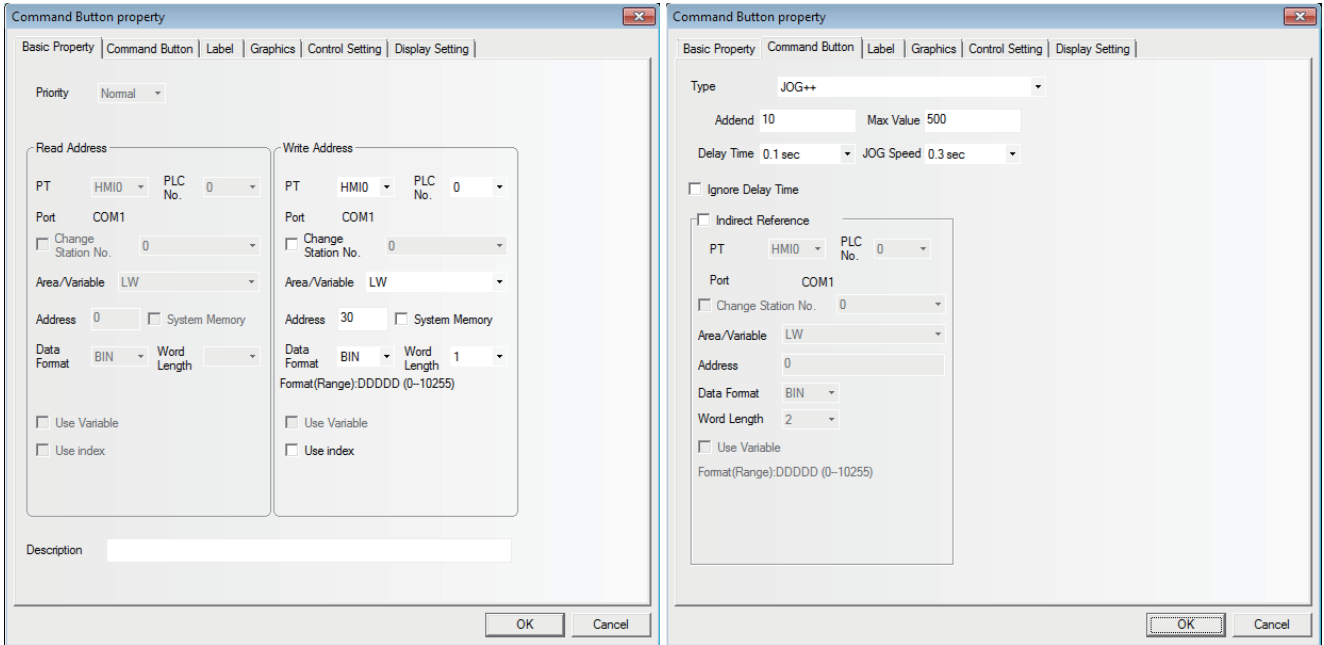 Command Button property
Basic Property Command Button Label Graphics Control Setting Display Setting
Priority Normal
Read Address
PT HMI0 PLC No. 0
Port COM1
Change Station No. 0
Area/Variable LW
Address 0 System Memory
Data Format BIN Word Length
Use Variable
Use index
Write Address
PT HMI0 PLC No. 0
Port COM1
Change Station No. 0
Area/Variable LW
Address 30 System Memory
Data Format BIN Word Length 1
Format(Range):DDDDD (0--10255)
Use Variable
Use index
Description
OK Cancel
Command Button property
Basic Property Command Button Label Graphics Control Setting Display Setting
Type JOG++
Addend 10 Max Value 500
Delay Time 0.1 sec JOG Speed 0.3 sec
Ignore Delay Time
Indirect Reference
PT HMI0 PLC No. 0
Port COM1
Change Station No. 0
Area/Variable LW
Address 0
Data Format BIN
Word Length 2
Use Variable
Format(Range):DDDDD (0--10255)
OK Cancel